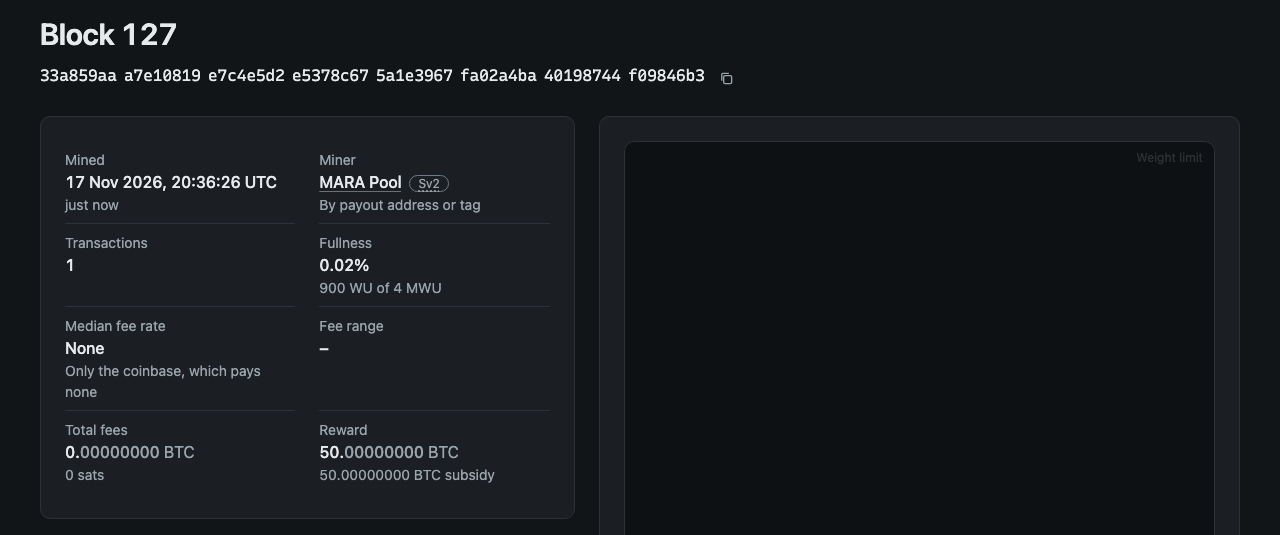 Block 127
33a859aa a7e10819 e7c4e5d2 e5378c67 5a1e3967 fa02a4ba 40198744 f09846b3
Weight limit
Mined
17 Nov 2026, 20:36:26 UTC
just now
Miner
MARA Pool Sv2
By payout address or tag
Transactions
1
Fullness
0.02%
900 WU of 4 MWU
Median fee rate
None
Only the coinbase, which pays
none
Fee range
–
Total fees
0.00000000 BTC
0 sats
Reward
50.00000000 BTC
50.00000000 BTC subsidy